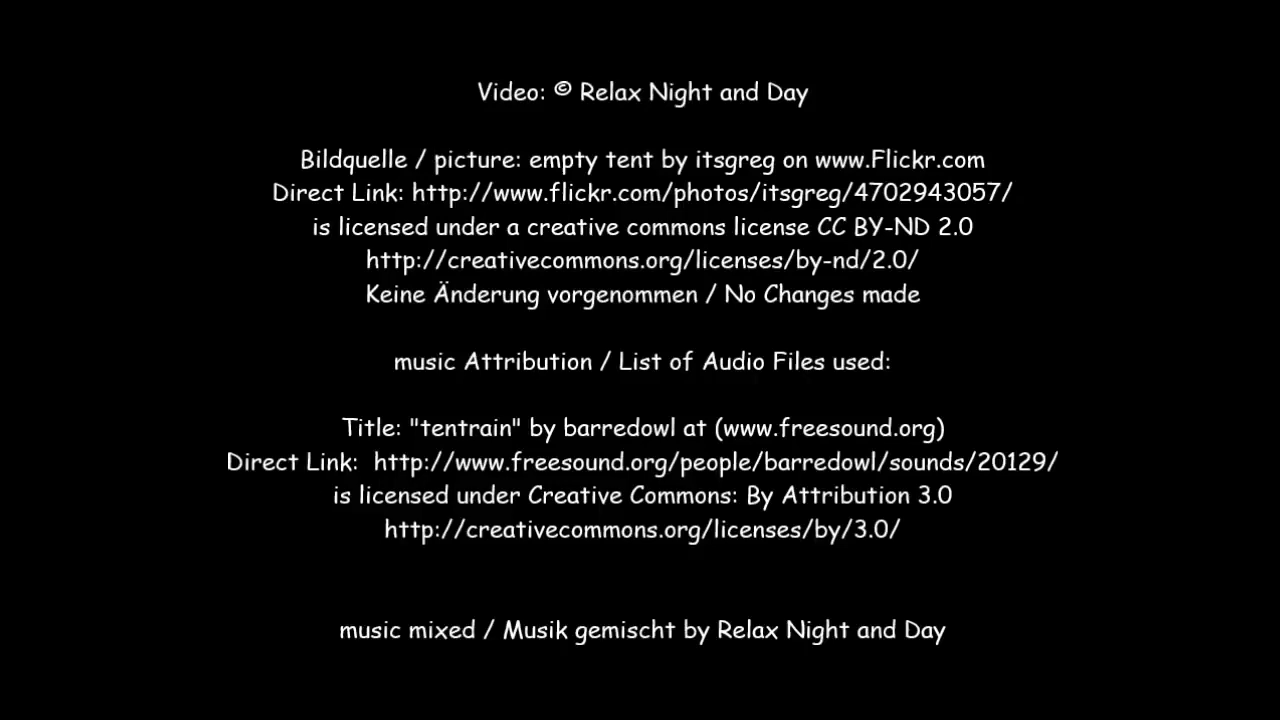 Video: © Relax Night and Day
Bildquelle / picture: empty tent by itsgreg on www.Flickr.com
Direct Link: http://www.flickr.com/photos/itsgreg/4702943057/
is licensed under a creative commons license CC BY-ND 2.0
http://creativecommons.org/licenses/by-nd/2.0/
Keine Änderung vorgenommen / No Changes made
music Attribution / List of Audio Files used:
Title: "tentrain" by barredowl at (www.freesound.org)
Direct Link:  http://www.freesound.org/people/barredowl/sounds/20129/
is licensed under Creative Commons: By Attribution 3.0
http://creativecommons.org/licenses/by/3.0/
music mixed / Musik gemischt by Relax Night and Day